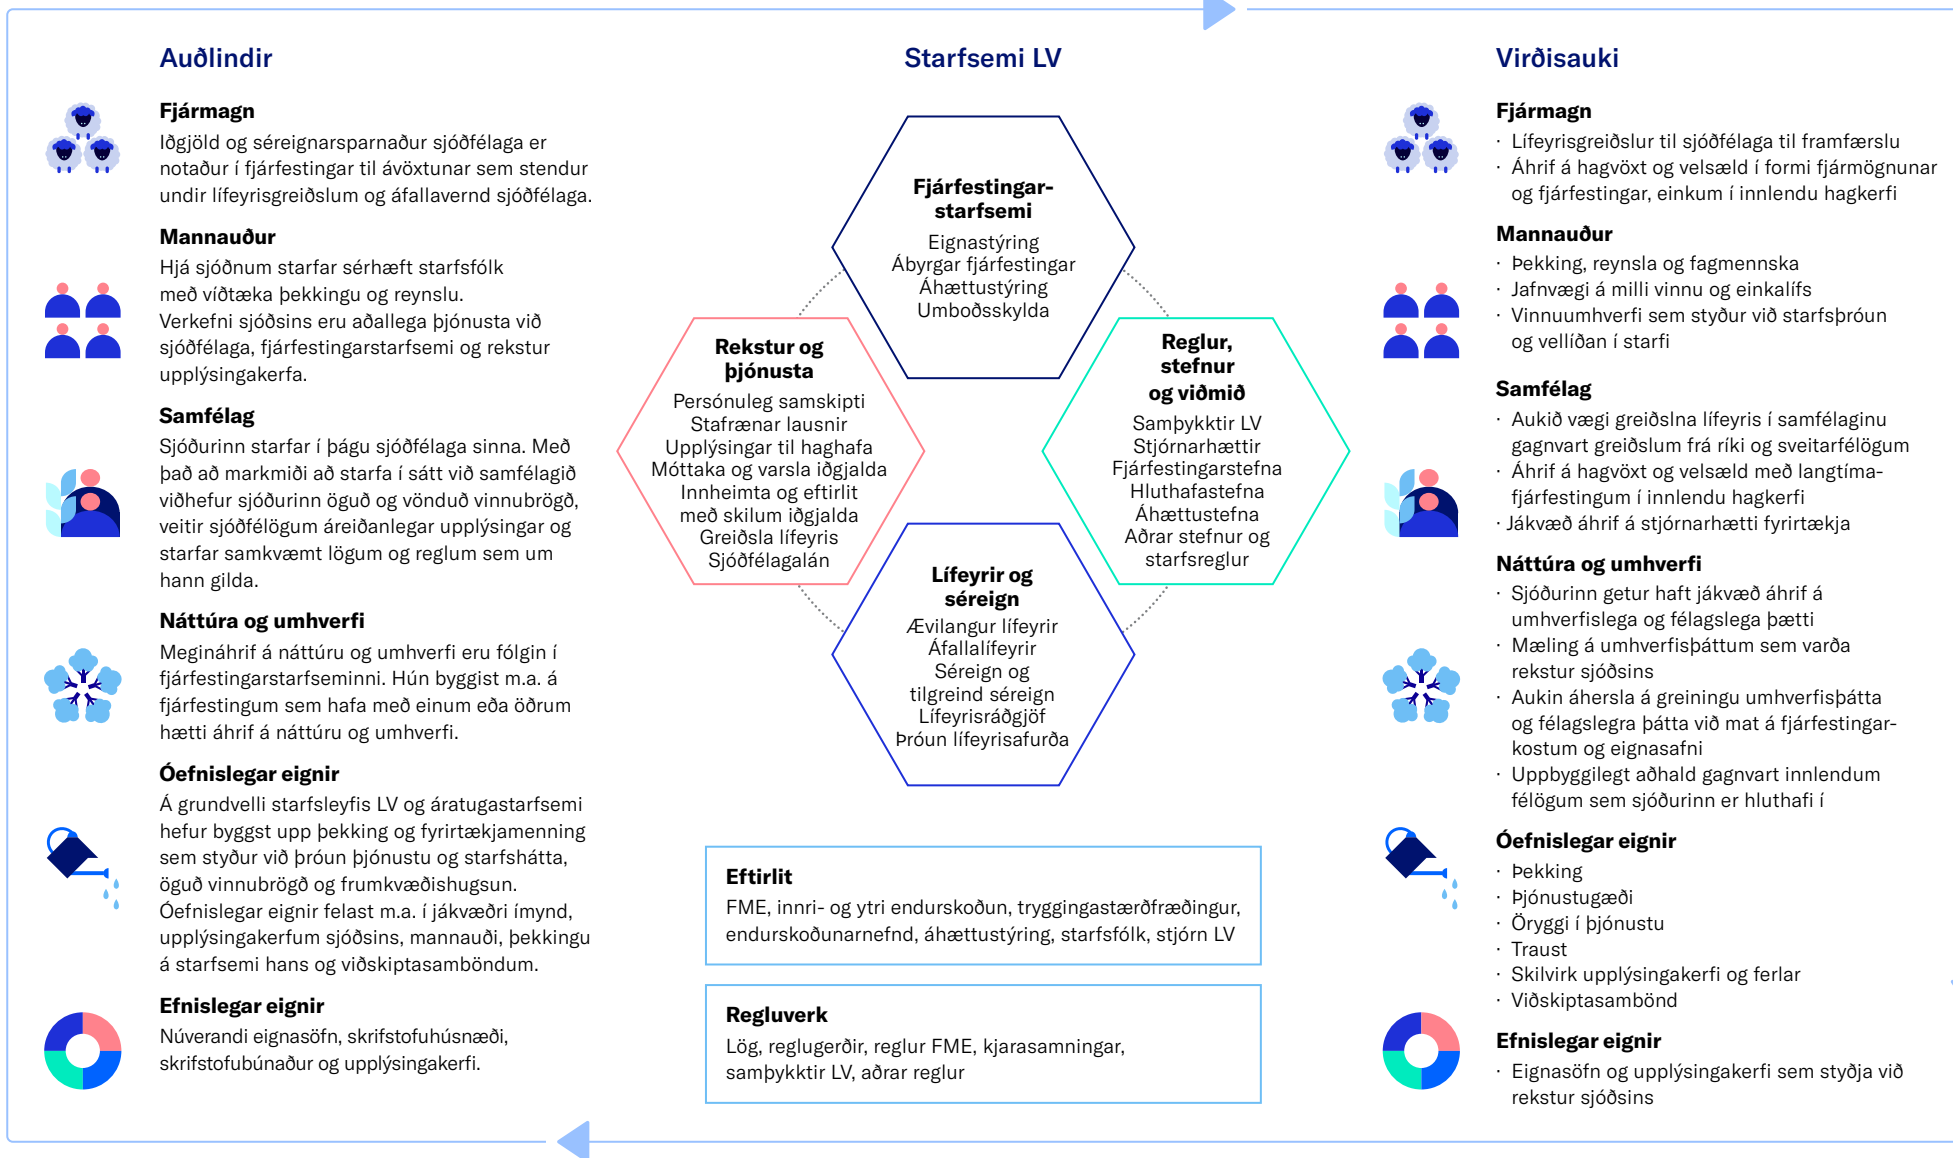 Auðlindir
Fjármagn
Iðgjöld og séreignarsparnaður sjóðfélaga er
notaður í fjárfestingar til ávöxtunar sem stendur
undir lífeyrisgreiðslum og áfallavernd sjóðfélaga.
Mannauður
Hjá sjóðnum starfar sérhæft starfsfólk
með víðtæka þekkingu og reynslu.
Verkefni sjóðsins eru aðallega þjónusta við
sjóðfélaga, fjárfestingarstarfsemi og rekstur
upplýsingakerfa.
Samfélag
Sjóðurinn starfar í þágu sjóðfélaga sinna. Með
það að markmiði að starfa í sátt við samfélagið
viðhefur sjóðurinn öguð og vönduð vinnubrögð,
veitir sjóðfélögum áreiðanlegar upplýsingar og
starfar samkvæmt lögum og reglum sem um
hann gilda.
Náttúra og umhverfi
Megináhrif á náttúru og umhverfi eru fólgin í
fjárfestingarstarfseminni. Hún byggist m.a. á
fjárfestingum sem hafa með einum eða öðrum
hætti áhrif á náttúru og umhverfi.
Óefnislegar eignir
Á grundvelli starfsleyfis LV og áratugastarfsemi
hefur byggst upp þekking og fyrirtækjamenning
sem styður við þróun þjónustu og starfshátta,
öguð vinnubrögð og frumkvæðishugsun.
Óefnislegar eignir felast m.a. í jákvæðri ímynd,
upplýsingakerfum sjóðsins, mannauði, þekkingu
á starfsemi hans og viðskiptasamböndum.
Efnislegar eignir
Núverandi eignasöfn, skrifstofuhúsnæði,
skrifstofubúnaður og upplýsingakerfi.
Starfsemi LV
Fjárfestingar-
starfsemi
Eignastýring
Ábyrgar fjárfestingar
Áhættustýring
Umboðsskylda
Rekstur og
þjónusta
Persónuleg samskipti
Stafrænar lausnir
Upplýsingar til haghafa
Móttaka og varsla iðgjalda
Innheimta og eftirlit
með skilum iðgjalda
Greiðsla lífeyris
Sjóðfélagalán
Reglur,
stefnur
og viðmið
Samþykktir LV
Stjórnarhættir
Fjárfestingarstefna
Hluthafastefna
Áhættustefna
Aðrar stefnur og
starfsreglur
Lífeyrir og
séreign
Ævilangur lífeyrir
Áfallalífeyrir
Séreign og
tilgreind séreign
Lífeyrisráðgjöf
Þróun lífeyrisafurða
Eftirlit
FME, innri- og ytri endurskoðun, tryggingastærðfræðingur,
endurskoðunarnefnd, áhættustýring, starfsfólk, stjórn LV
Regluverk
Lög, reglugerðir, reglur FME, kjarasamningar,
samþykktir LV, aðrar reglur
Virðisauki
Fjármagn
· Lífeyrisgreiðslur til sjóðfélaga til framfærslu
· Áhrif á hagvöxt og velsæld í formi fjármögnunar
og fjárfestingar, einkum í innlendu hagkerfi
Mannauður
· Þekking, reynsla og fagmennska
· Jafnvægi á milli vinnu og einkalífs
· Vinnuumhverfi sem styður við starfsþróun
og vellíðan í starfi
Samfélag
· Aukið vægi greiðslna lífeyris í samfélaginu
gagnvart greiðslum frá ríki og sveitarfélögum
· Áhrif á hagvöxt og velsæld með langtíma-
fjárfestingum í innlendu hagkerfi
· Jákvæð áhrif á stjórnarhætti fyrirtækja
Náttúra og umhverfi
· Sjóðurinn getur haft jákvæð áhrif á
umhverfislega og félagslega þætti
· Mæling á umhverfisþáttum sem varða
rekstur sjóðsins
· Aukin áhersla á greiningu umhverfisþátta
og félagslegra þátta við mat á fjárfestingar-
kostum og eignasafni
· Uppbyggilegt aðhald gagnvart innlendum
félögum sem sjóðurinn er hluthafi í
Óefnislegar eignir
· Þekking
· Þjónustugæði
· Öryggi í þjónustu
· Traust
· Skilvirk upplýsingakerfi og ferlar
· Viðskiptasambönd
Efnislegar eignir
· Eignasöfn og upplýsingakerfi sem styðja við
rekstur sjóðsins